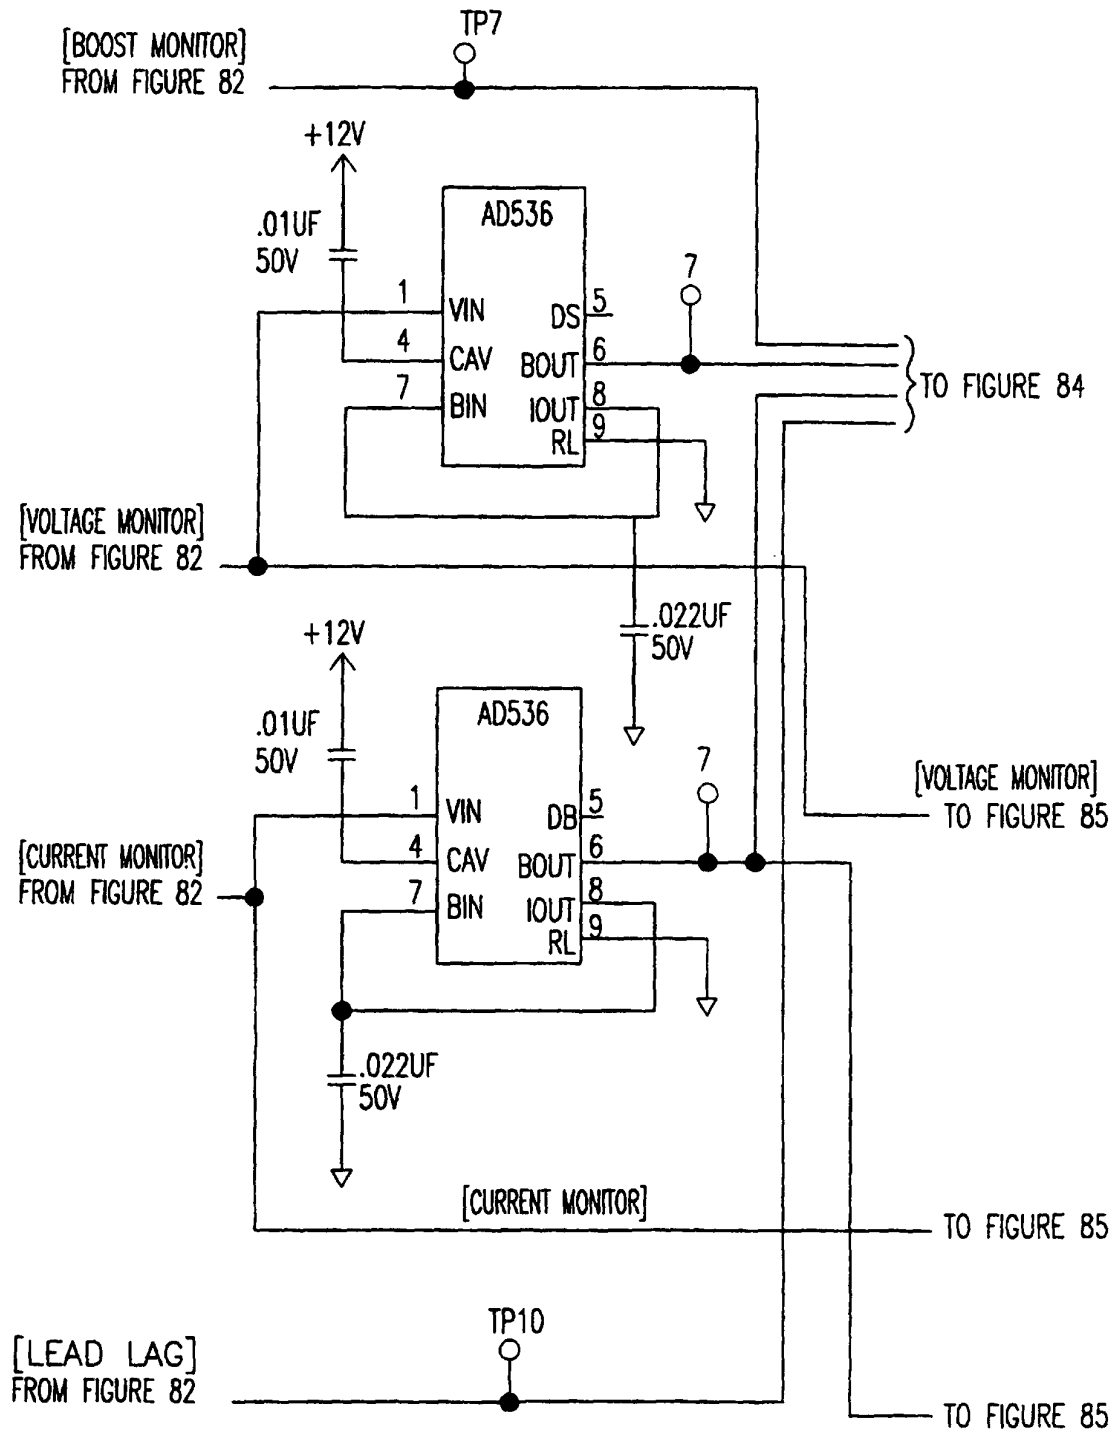 TP7
[BOOST MONITOR]
FROM FIGURE 82
+12V
.01UF
50V
AD536
1
VIN
4
CAV
7
BIN
DS
5
BOUT
6
IOUT
8
RL
9
7
TO FIGURE 84
[VOLTAGE MONITOR]
FROM FIGURE 82
.022UF
50V
+12V
.01UF
50V
AD536
1
VIN
4
CAV
7
BIN
DB
5
BOUT
6
IOUT
8
RL
9
7
[VOLTAGE MONITOR]
TO FIGURE 85
[CURRENT MONITOR]
FROM FIGURE 82
.022UF
50V
[CURRENT MONITOR]
TO FIGURE 85
TP10
[LEAD LAG]
FROM FIGURE 82
TO FIGURE 85